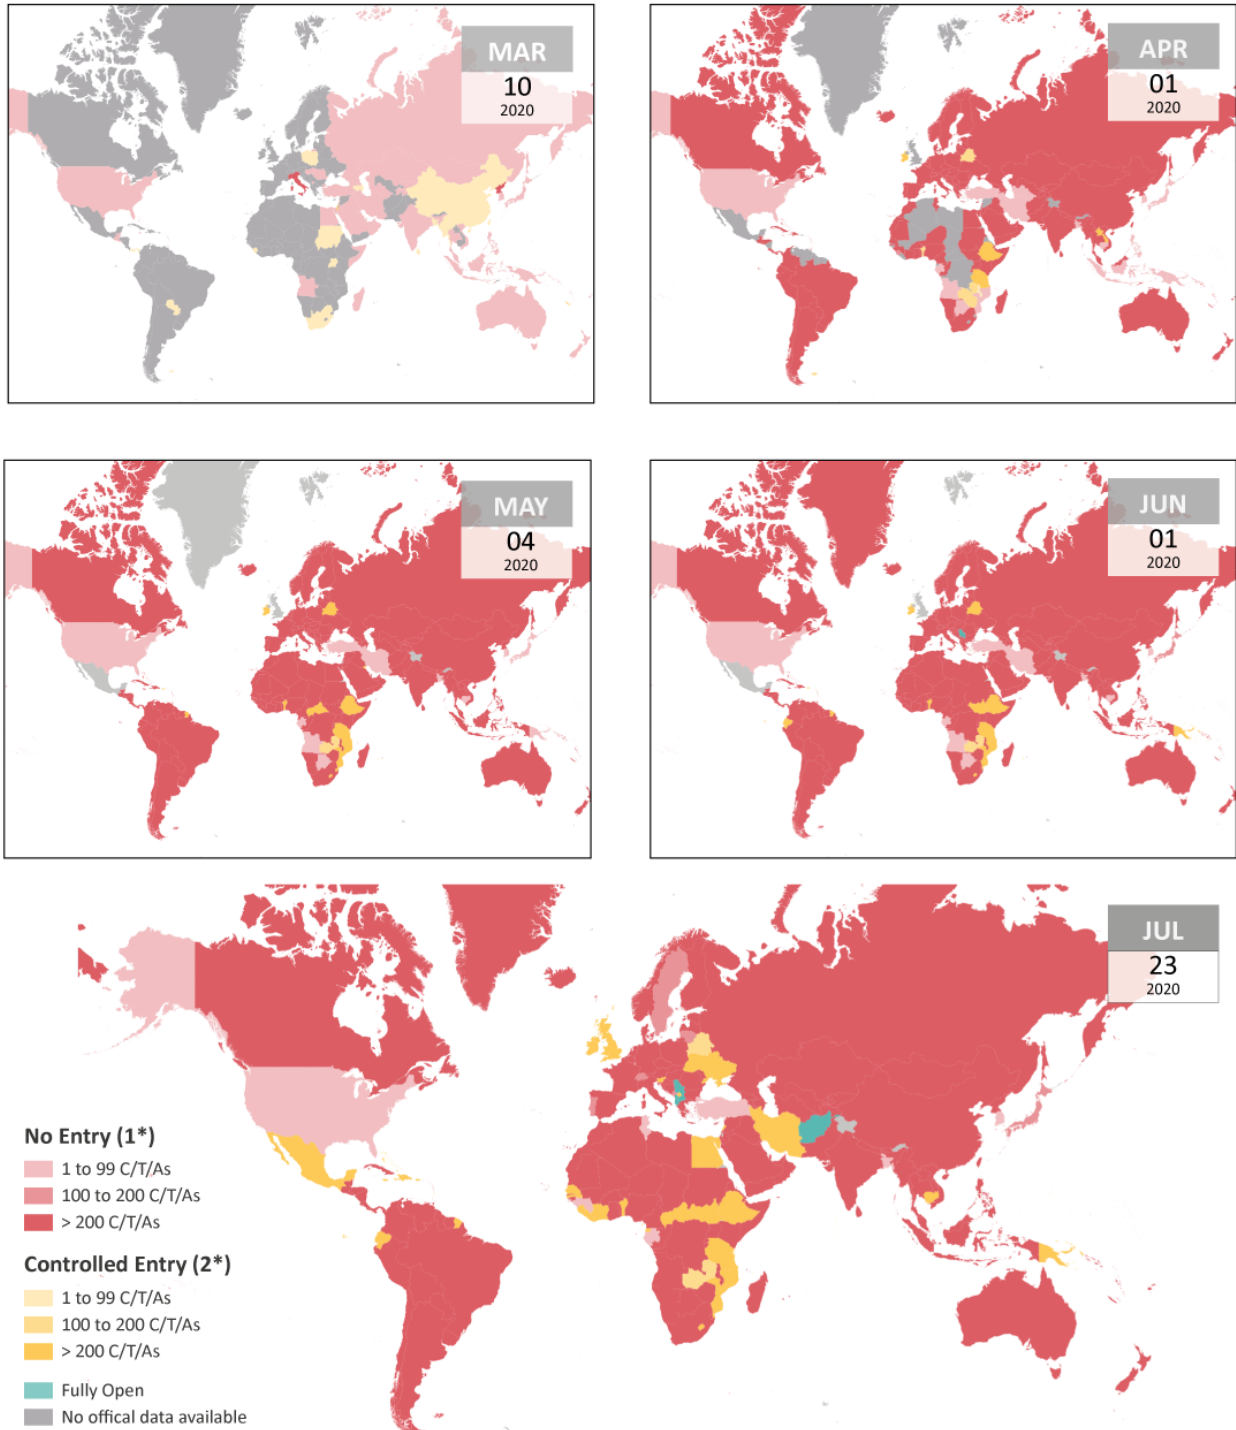 MAR
10
2020
APR
01
2020
MAY
04
2020
JUN
01
2020
JUL
23
2020
No Entry (1*)
1 to 99 C/T/As
100 to 200 C/T/As
> 200 C/T/As
Controlled Entry (2*)
1 to 99 C/T/As
100 to 200 C/T/As
> 200 C/T/As
Fully Open
No offical data available